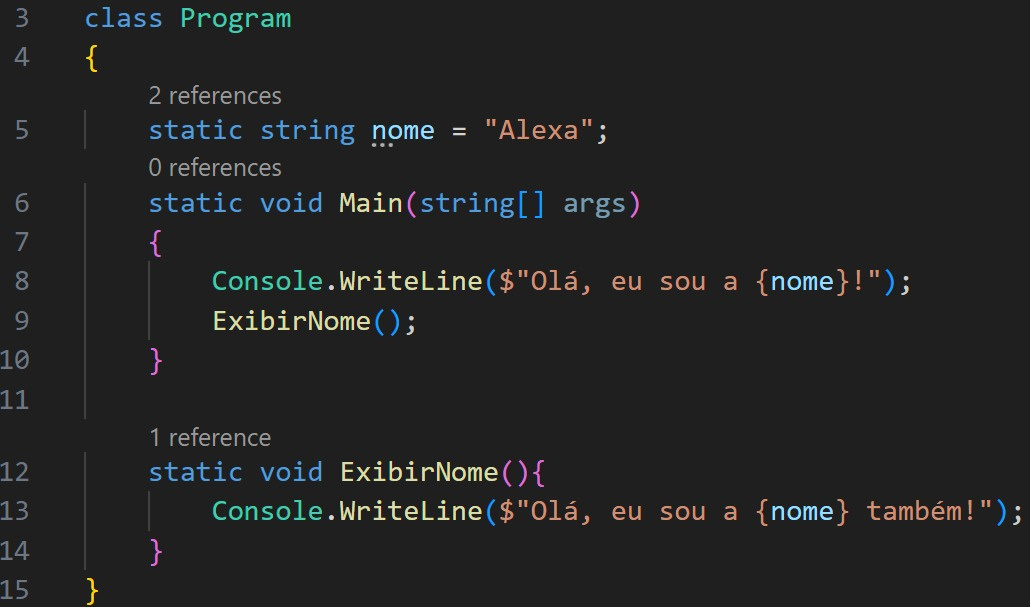 3 class Program
4 {
2 references
5 static string nome = "Alexa";
0 references
6 static void Main(string[] args)
7 {
8 Console.WriteLine($"Olá, eu sou a {nome}!");
9 ExibirNome();
10 }
11
1 reference
12 static void ExibirNome(){
13 Console.WriteLine($"Olá, eu sou a {nome} também!");
14 }
15 }